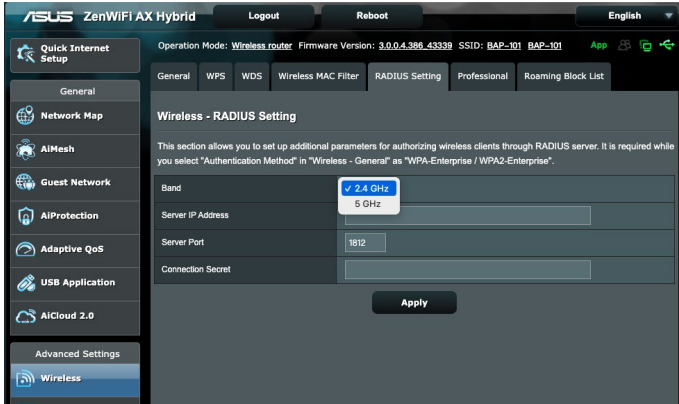 ASUS ZenWiFi AX Hybrid Logout Reboot English
Quick Internet Setup
Operation Mode: Wireless router Firmware Version: 3.0.0.4.386_43339 SSID: BAP-101 BAP-101 App
General WPS WDS Wireless MAC Filter RADIUS Setting Professional Roaming Block List
General
Network Map
AiMesh
Guest Network
AiProtection
Adaptive QoS
USB Application
AiCloud 2.0
Advanced Settings
Wireless
Wireless - RADIUS Setting
This section allows you to set up additional parameters for authorizing wireless clients through RADIUS server. It is required while
you select "Authentication Method" in "Wireless - General" as "WPA-Enterprise / WPA2-Enterprise".
Band
✓ 2.4 GHz
5 GHz
Server IP Address
Server Port 1812
Connection Secret
Apply